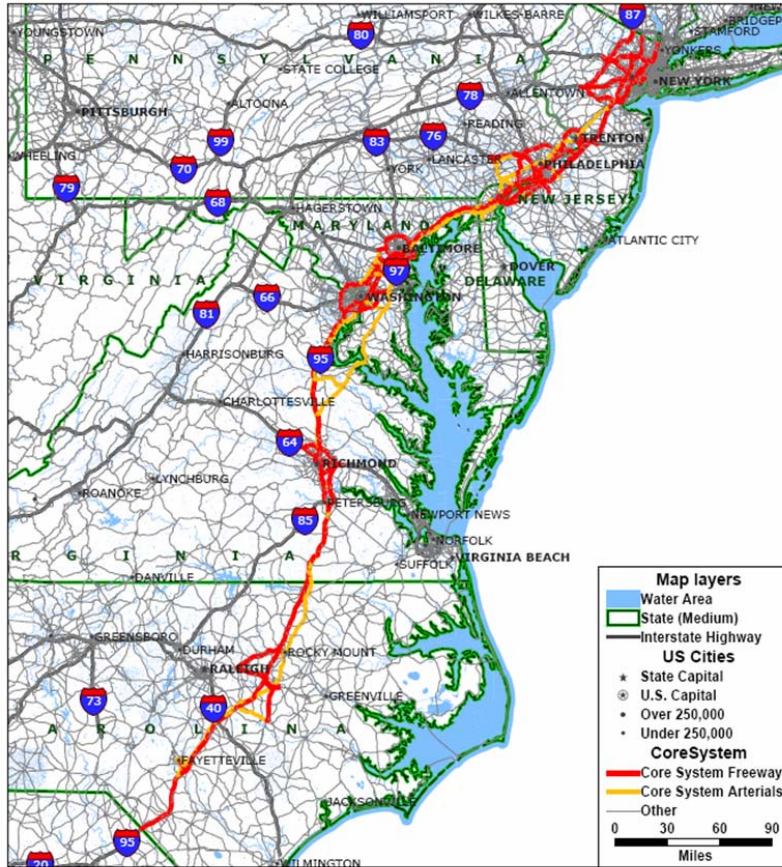 87
WILLIAMSPORT
WILKES-BARRE
BRIDGEP
YOUNGSTOWN
80
STAMFORD
YONKERS
PENNSYLVANIA
STATE COLLEGE
NEW YORK
78
ALLENTOWN
PITTSBURGH
ALTOONA
READING
99
83
76
TRENTON
WHEELING
70
LANCASTER
PHILADELPHIA
YORK
79
68
NEW JERSEY
HAGERSTOWN
MARYLAND
ATLANTIC CITY
BALTIMORE
97
DOVER
DELAWARE
VIRGINIA
66
WASHINGTON
81
HARRISONBURG
95
CHARLOTTESVILLE
64
RICHMOND
LYNCHBURG
ROANOKE
PETERSBURG
85
NEWPORT NEWS
NORFOLK
RGINIA
VIRGINIA BEACH
SUFFOLK
DANVILLE
GREENSBORO
DURHAM
ROCKY MOUNT
RALEIGH
73
40
GREENVILLE
AROLINA
FAYETTEVILLE
JACKSONVILLE
95
20
WILMINGTON
Map layers
Water Area
State (Medium)
Interstate Highway
US Cities
State Capital
U.S. Capital
Over 250,000
Under 250,000
CoreSystem
Core System Freeway
Core System Arterials
Other
0 30 60 90
Miles